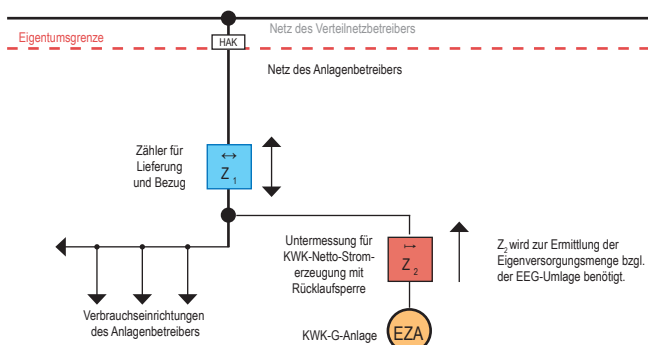 Netz des Verteilnetzbetreibers
Eigentumsgrenze
HAK
Netz des Anlagenbetreibers
Zähler für
Lieferung
und Bezug
↔
Z 1
Untermessung für
KWK-Netto-Strom-
erzeugung mit
Rücklaufsperre
↦
Z 2
Z2 wird zur Ermittlung der
Eigenversorgungsmenge bzgl.
der EEG-Umlage benötigt.
Verbrauchseinrichtungen
des Anlagenbetreibers
KWK-G-Anlage
EZA